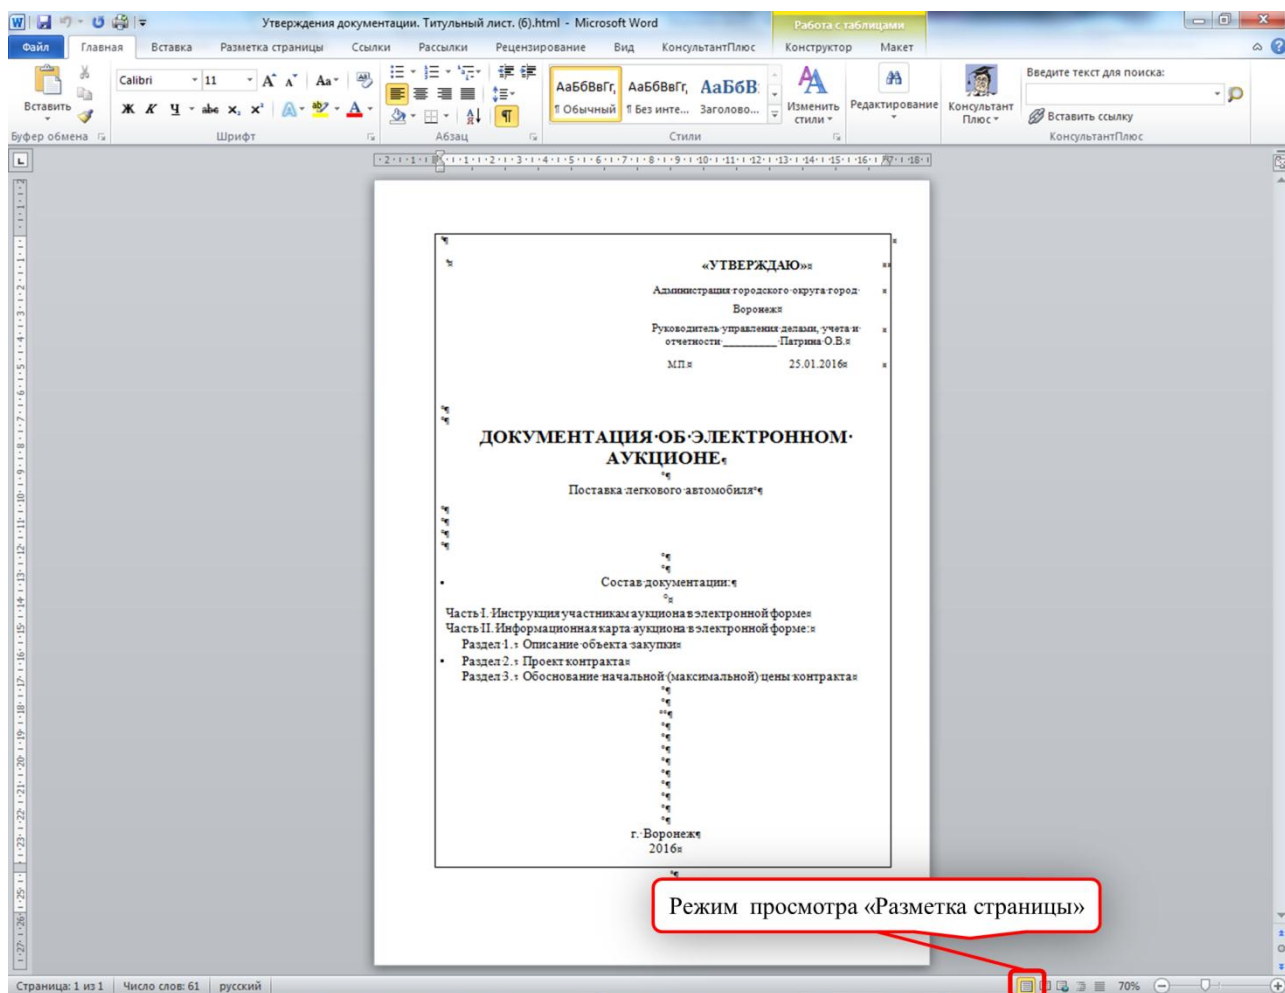 Утверждения документации. Титульный лист. (6).html - Microsoft Word
Работа с таблицами
Файл Главная Вставка Разметка страницы Ссылки Рассылки Рецензирование Вид КонсультантПлюс Конструктор Макет
Вставить
Calibri 11
Ж К Ч abc x₂ x²
АаБбВвГг, АаБбВвГг, АаБбВ
¶ Обычный ¶ Без инте... Заголово...
Изменить стили
Редактирование
Консультант Плюс
Введите текст для поиска:
Вставить ссылку
Буфер обмена Шрифт Абзац Стили КонсультантПлюс
«УТВЕРЖДАЮ»
Администрация городского округа город
Воронеж
Руководитель управления делами, учета и
отчетности _________ Патрина О.В.
М.П. 25.01.2016
ДОКУМЕНТАЦИЯ ОБ ЭЛЕКТРОННОМ
АУКЦИОНЕ
Поставка легкового автомобиля
Состав документации:
Часть I. Инструкция участникам аукциона в электронной форме
Часть II. Информационная карта аукциона в электронной форме:
Раздел 1. Описание объекта закупки
Раздел 2. Проект контракта
Раздел 3. Обоснование начальной (максимальной) цены контракта
г. Воронеж
2016
Режим просмотра «Разметка страницы»
Страница: 1 из 1 Число слов: 61 русский 70%